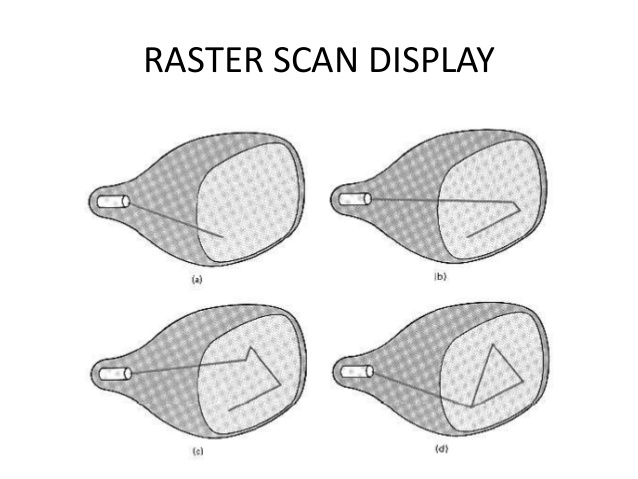 RASTER SCAN DISPLAY
(a)
(b)
(c)
(d)